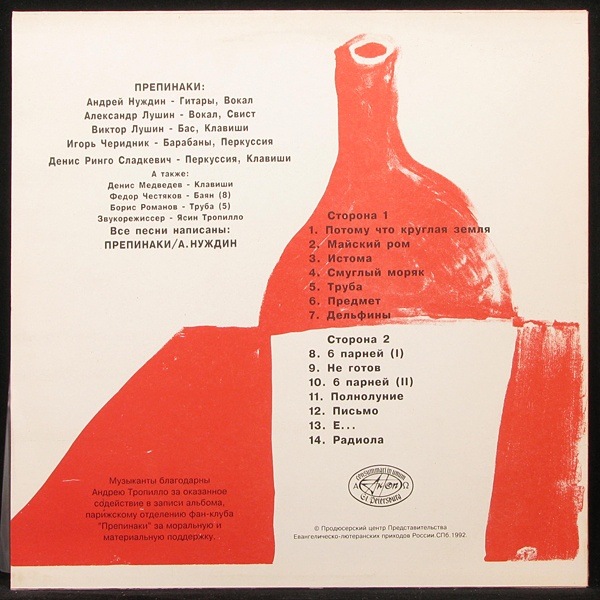 ПРЕПИНАКИ:
Андрей Нуждин - Гитары, Вокал
Александр Лушин - Вокал, Свист
Виктор Лушин - Бас, Клавиши
Игорь Черидник - Барабаны, Перкуссия
Денис Ринго Сладкевич - Перкуссия, Клавиши
А также:
Денис Медведев - Клавиши
Федор Честяков - Баян (8)
Борис Романов - Труба (5)
Звукорежиссер - Ясин Тропилло
Все песни написаны:
ПРЕПИНАКИ/А.НУЖДИН
Сторона 1
1. Потому что круглая земля
2. Майский ром
3. Истома
4. Смуглый моряк
5. Труба
6. Предмет
7. Дельфины
Сторона 2
8. 6 парней (I)
9. Не готов
10. 6 парней (II)
11. Полнолуние
12. Письмо
13. Е...
14. Радиола
Музыканты благодарны
Андрею Тропилло за оказанное
содействие в записи альбома,
парижскому отделению фан-клуба
"Препинаки" за моральную и
материальную поддержку.
consummatum in unum
А Ω
St. Petersburg
© Продюсерский центр Представительства
Евангелическо-лютеранских приходов России СПб.1992.